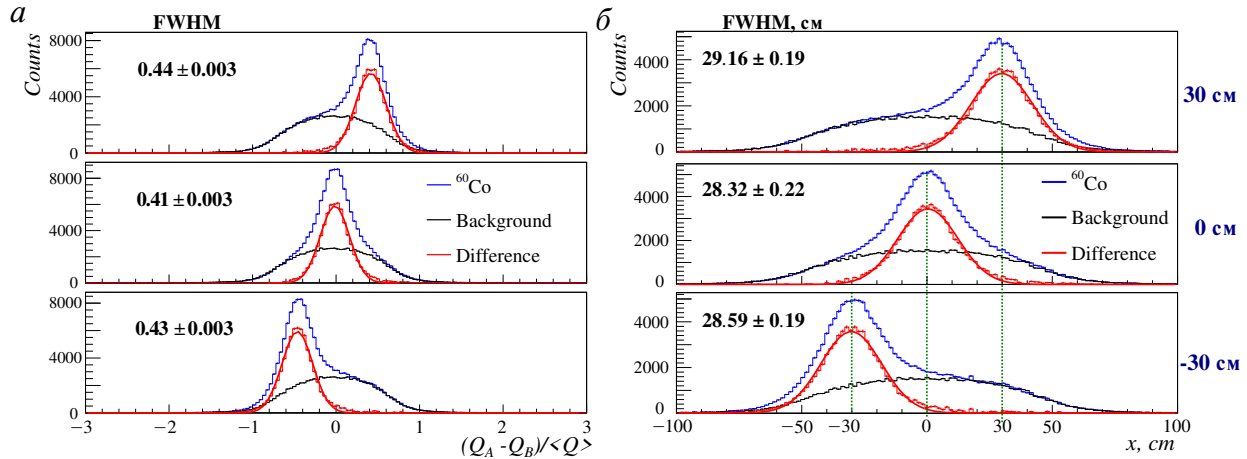 а
FWHM
Counts
8000
4000
0
0.44 ± 0.003
8000
4000
0
0.41 ± 0.003
⁶⁰Co
Background
Difference
8000
4000
0
0.43 ± 0.003
−3 −2 −1 0 1 2 3
(Q_A - Q_B)/<Q>
б
FWHM, см
Counts
4000
2000
0
29.16 ± 0.19
30 см
4000
2000
0
28.32 ± 0.22
⁶⁰Co
Background
Difference
0 см
4000
2000
0
28.59 ± 0.19
-30 см
−100 −50 −30 0 30 50 100
x, cm